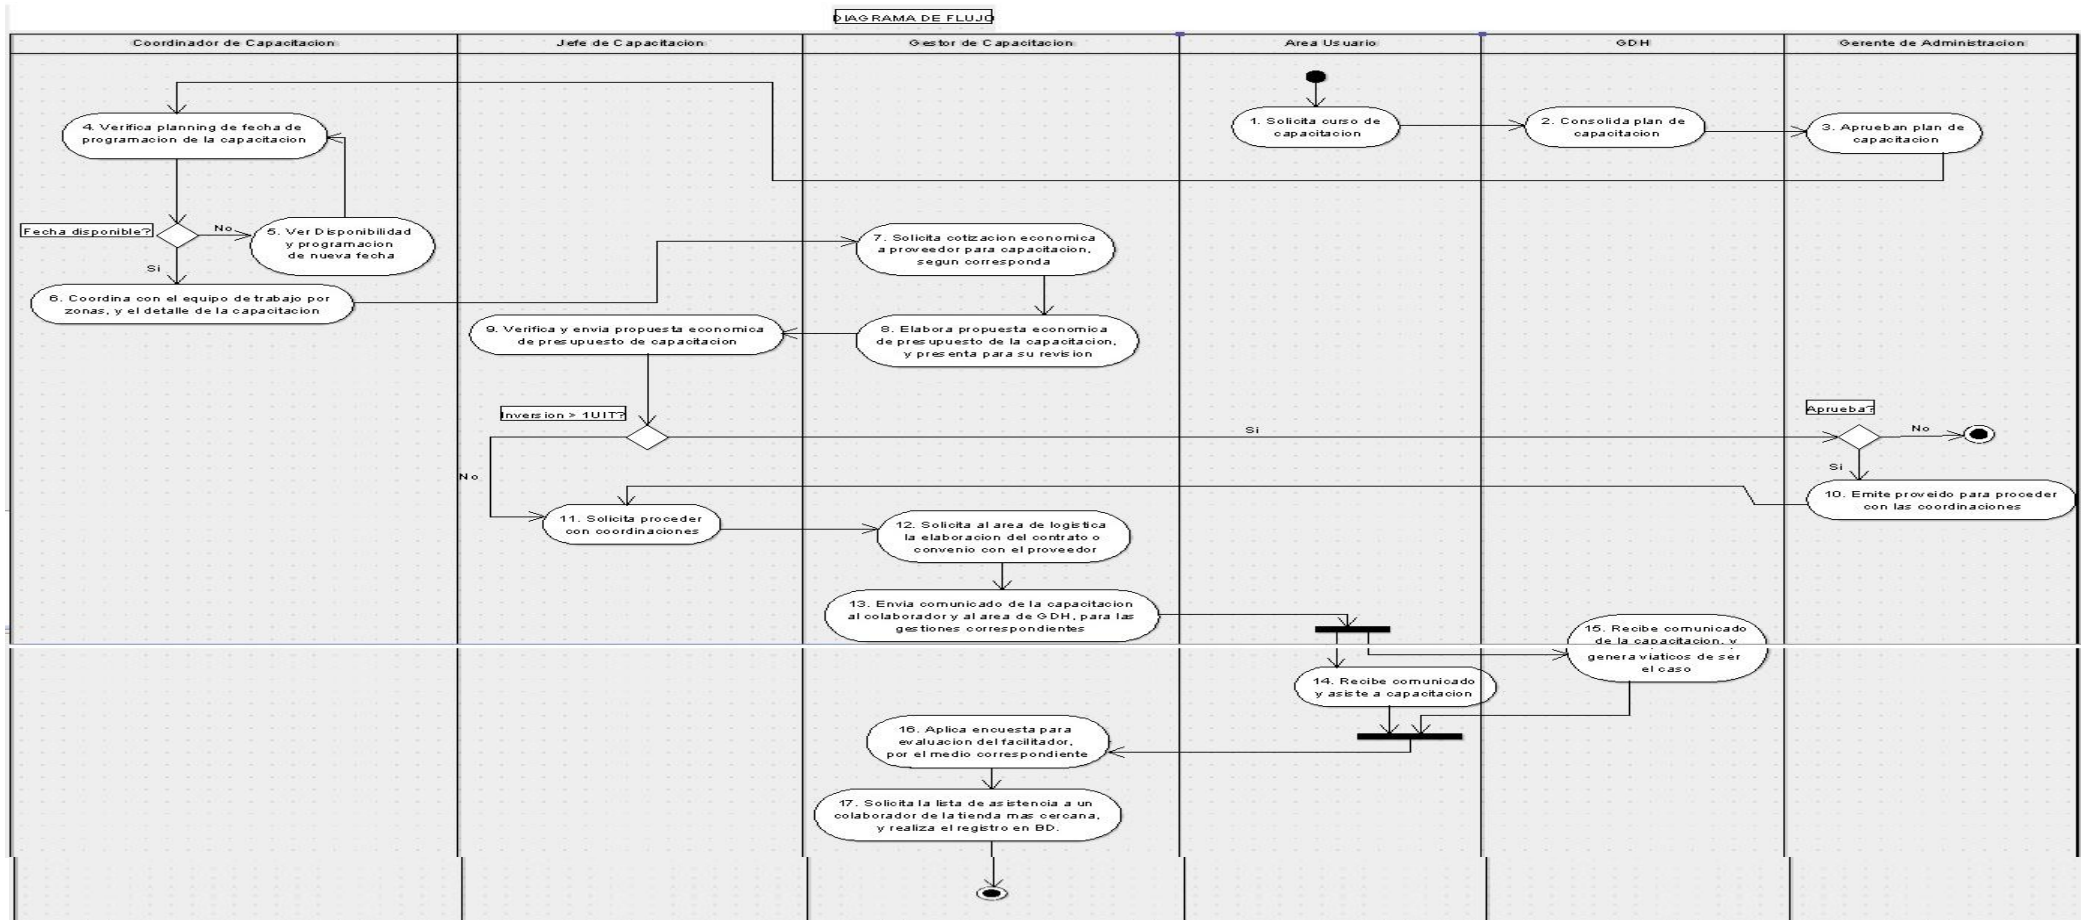 DIAGRAMA DE FLUJO
Coordinador de Capacitacion
Jefe de Capacitacion
Gestor de Capacitacion
Area Usuario
GDH
Gerente de Administracion
1. Solicita curso de
capacitacion
2. Consolida plan de
capacitacion
3. Aprueban plan de
capacitacion
4. Verifica planning de fecha de
programacion de la capacitacion
Fecha disponible?
No
5. Ver Disponibilidad
y programacion
de nueva fecha
Si
6. Coordina con el equipo de trabajo por
zonas, y el detalle de la capacitacion
7. Solicita cotizacion economica
a proveedor para capacitacion,
segun corresponda
8. Elabora propuesta economica
de presupuesto de la capacitacion,
y presenta para su revision
9. Verifica y envia propuesta economica
de presupuesto de capacitacion
Inversion > 1UIT?
Si
No
Aprueba?
No
Si
10. Emite proveido para proceder
con las coordinaciones
11. Solicita proceder
con coordinaciones
12. Solicita al area de logistica
la elaboracion del contrato o
convenio con el proveedor
13. Envia comunicado de la capacitacion
al colaborador y al area de GDH, para las
gestiones correspondientes
14. Recibe comunicado
y asiste a capacitacion
15. Recibe comunicado
de la capacitacion, y
genera viaticos de ser
el caso
16. Aplica encuesta para
evaluacion del facilitador,
por el medio correspondiente
17. Solicita la lista de asistencia a un
colaborador de la tienda mas cercana,
y realiza el registro en BD.